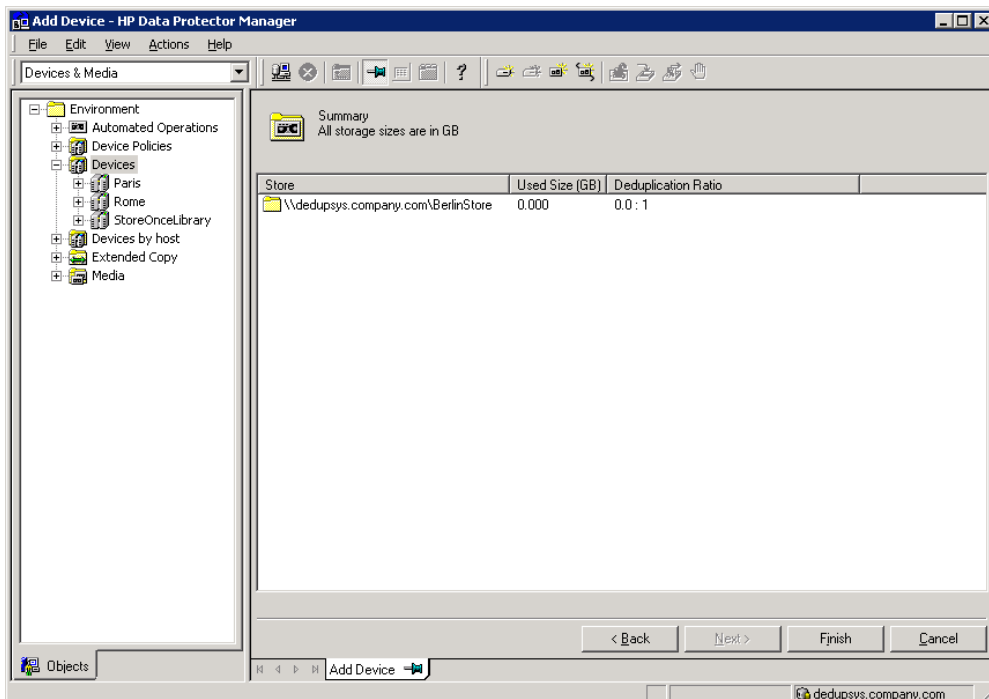 Add Device - HP Data Protector Manager
File Edit View Actions Help
Devices & Media
Environment
Automated Operations
Device Policies
Devices
Paris
Rome
StoreOnceLibrary
Devices by host
Extended Copy
Media
Summary
All storage sizes are in GB
Store Used Size (GB) Deduplication Ratio
\\dedupsys.company.com\BerlinStore 0.000 0.0 : 1
< Back Next > Finish Cancel
Objects
Add Device
dedupsys.company.com